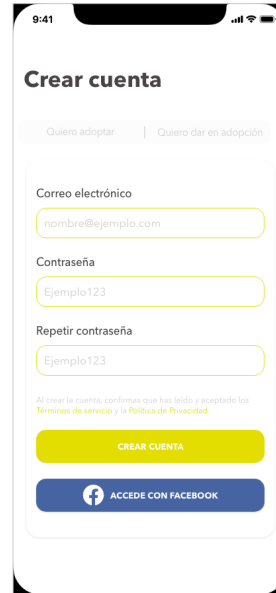 9:41
Crear cuenta
Quiero adoptar | Quiero dar en adopción
Correo electrónico
nombre@ejemplo.com
Contraseña
Ejemplo123
Repetir contraseña
Ejemplo123
Al crear la cuenta, confirmas que has leído y aceptado los
Términos de servicio y la Política de Privacidad.
CREAR CUENTA
ACCEDE CON FACEBOOK